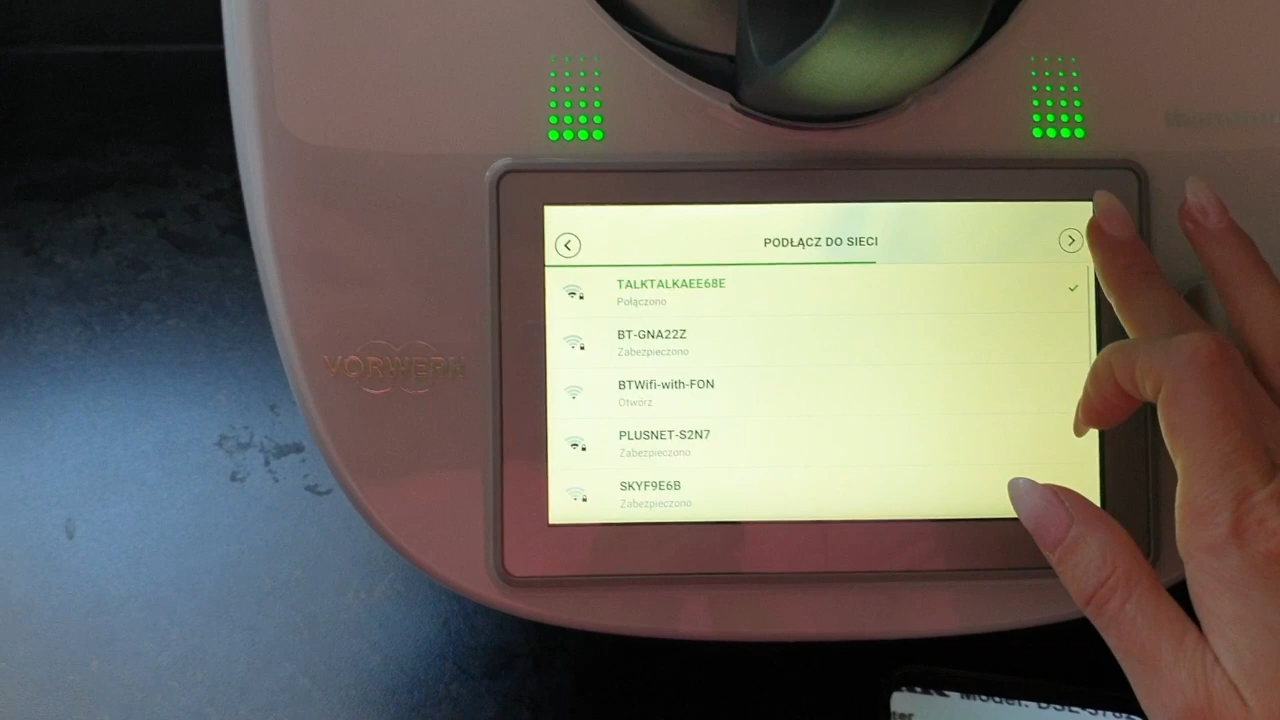 PODŁĄCZ DO SIECI
TALKTALKAEE68E
Połączono
BT-GNA22Z
Zabezpieczono
BTWifi-with-FON
Otwórz
PLUSNET-S2N7
Zabezpieczono
SKYF9E6B
Zabezpieczono
VORWERK
Model: